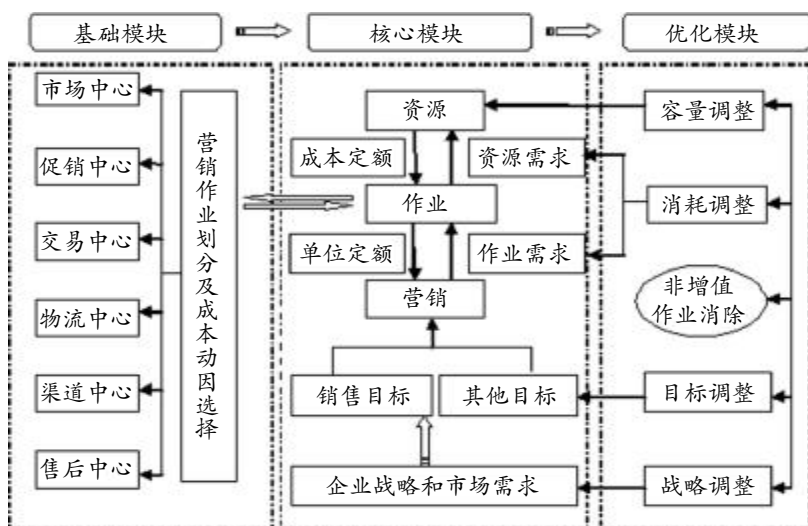 基础模块
核心模块
优化模块
市场中心
促销中心
交易中心
物流中心
渠道中心
售后中心
营销作业划分及成本动因选择
资源
成本定额
资源需求
作业
单位定额
作业需求
营销
销售目标
其他目标
企业战略和市场需求
容量调整
消耗调整
非增值
作业消除
目标调整
战略调整